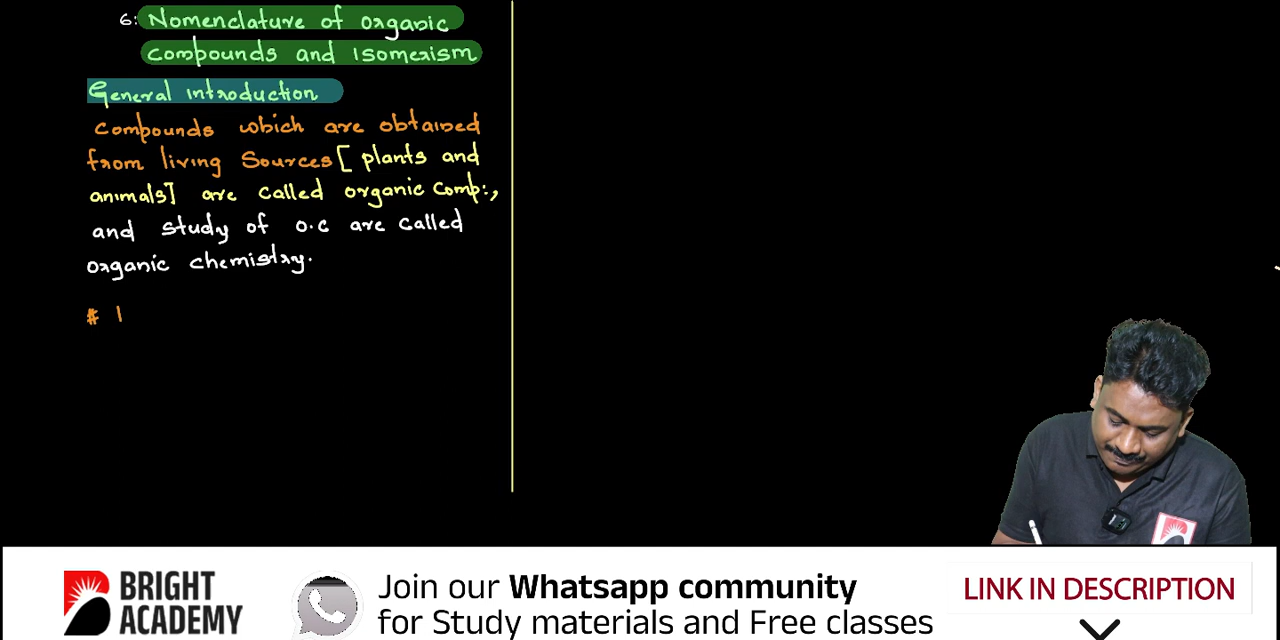 6: Nomenclature of organic
compounds and Isomerism
General introduction
compounds which are obtained
from living Sources [ plants and
animals] are called organic comp:,
and study of o.c are called
organic chemistry.
# 1
BRIGHT
ACADEMY
Join our Whatsapp community
for Study materials and Free classes
LINK IN DESCRIPTION